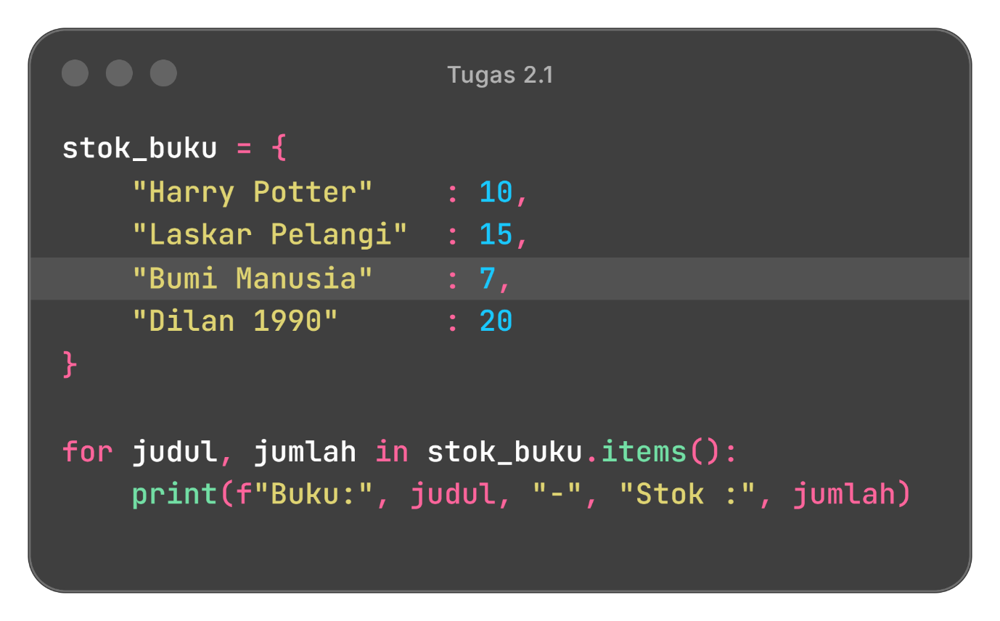 Tugas 2.1
stok_buku = {
    "Harry Potter"    : 10,
    "Laskar Pelangi"  : 15,
    "Bumi Manusia"    : 7,
    "Dilan 1990"      : 20
}
for judul, jumlah in stok_buku.items():
    print(f"Buku:", judul, "-", "Stok :", jumlah)